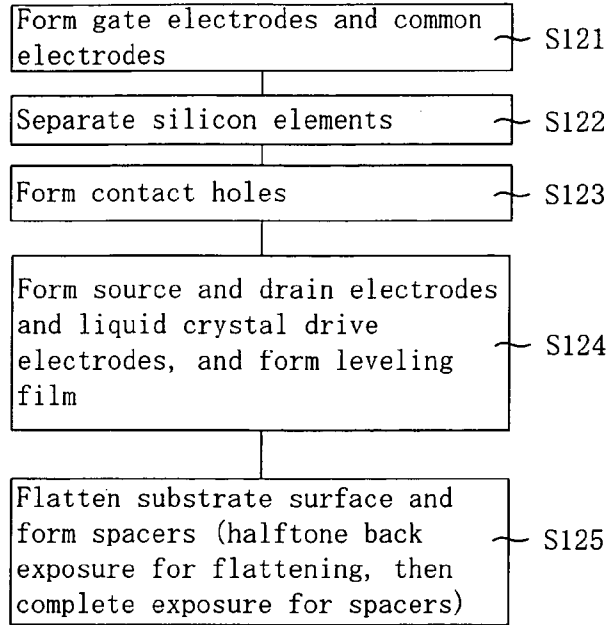 Form gate electrodes and common
electrodes
S121
Separate silicon elements
S122
Form contact holes
S123
Form source and drain electrodes
and liquid crystal drive
electrodes, and form leveling
film
S124
Flatten substrate surface and
form spacers (halftone back
exposure for flattening, then
complete exposure for spacers)
S125